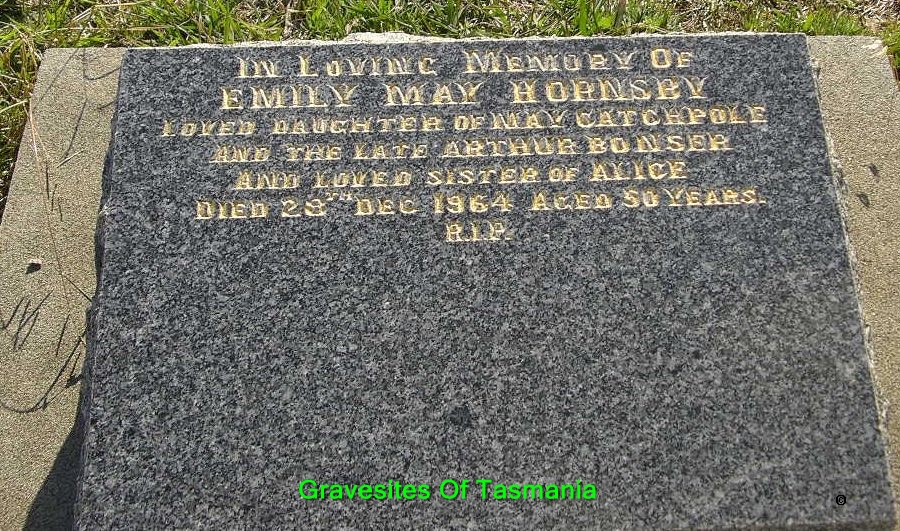 In Loving Memory Of
EMILY MAY HORNSBY
LOVED DAUGHTER OF MAY CATCHPOLE
AND THE LATE ARTHUR BONSER
AND LOVED SISTER OF ALICE
DIED 28TH DEC 1964 AGED 50 YEARS.
R.I.P.
Gravesites Of Tasmania
©